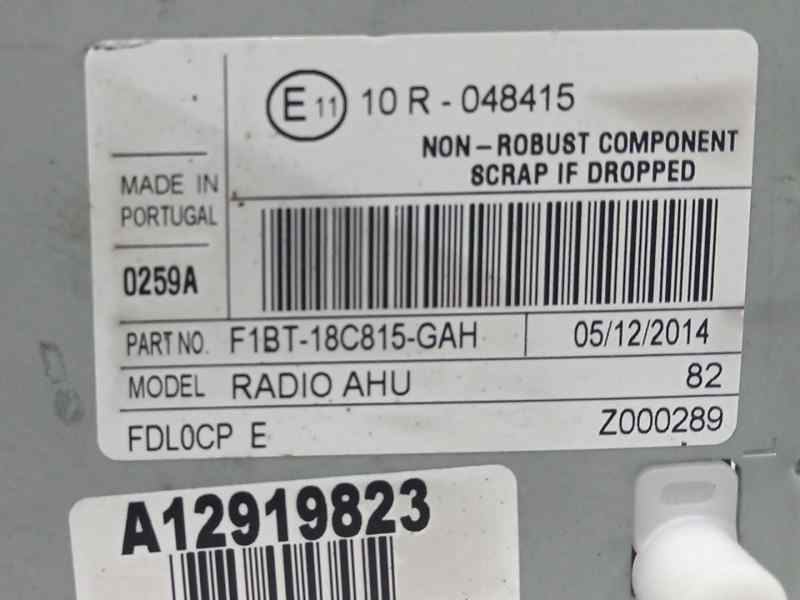 E 11 10 R - 048415
NON-ROBUST COMPONENT
SCRAP IF DROPPED
MADE IN
PORTUGAL
0259A
PART NO. F1BT-18C815-GAH 05/12/2014
MODEL RADIO AHU 82
FDL0CP E Z000289
A12919823